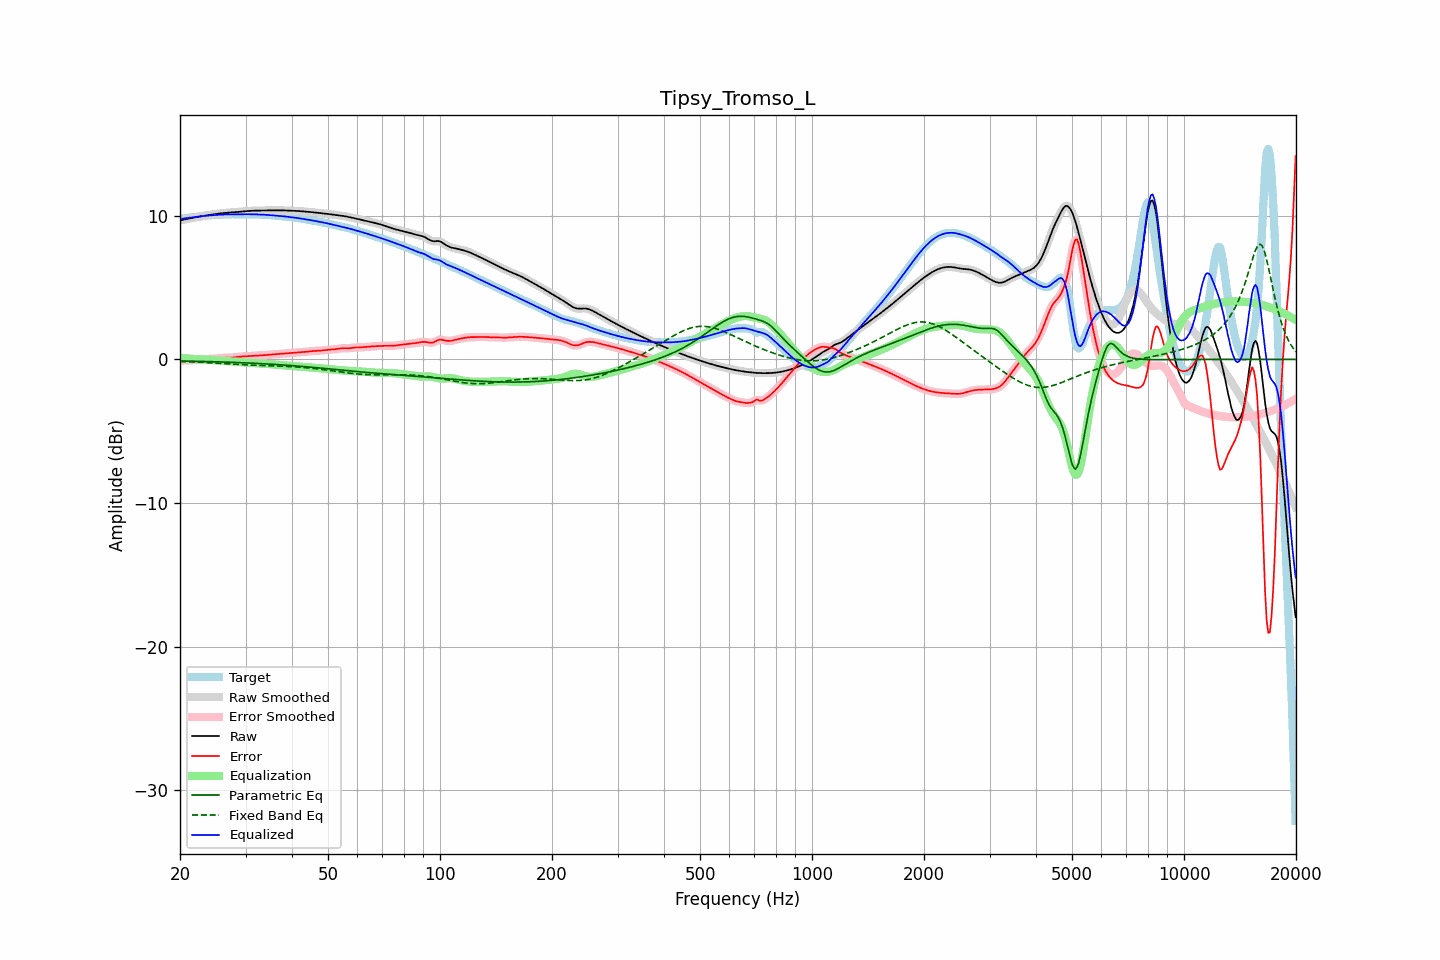 Tipsy_Tromso_L
Amplitude (dBr)
10
0
−10
−20
−30
Target
Raw Smoothed
Error Smoothed
Raw
Error
Equalization
Parametric Eq
Fixed Band Eq
Equalized
20 50 100 200 500 1000 2000 5000 10000 20000
Frequency (Hz)